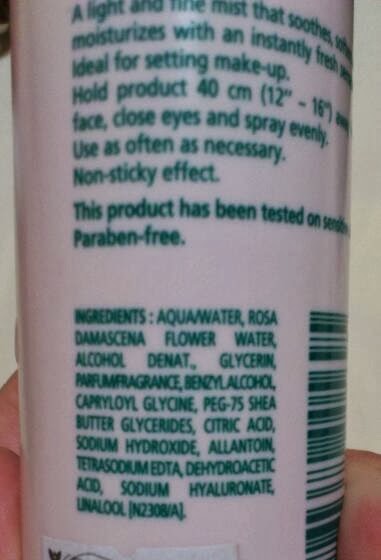 A light and fine mist that soothes,
moisturizes with an instantly fresh
Ideal for setting make-up.
Hold product 40 cm (12" - 16")
face, close eyes and spray evenly.
Use as often as necessary.
Non-sticky effect.
This product has been tested on
Paraben-free.
INGREDIENTS : AQUA/WATER, ROSA
DAMASCENA FLOWER WATER,
ALCOHOL DENAT., GLYCERIN,
PARFUM/FRAGRANCE, BENZYL ALCOHOL,
CAPRYLOYL GLYCINE, PEG-75 SHEA
BUTTER GLYCERIDES, CITRIC ACID,
SODIUM HYDROXIDE, ALLANTOIN,
TETRASODIUM EDTA, DEHYDROACETIC
ACID, SODIUM HYALURONATE,
LINALOOL [N2308/A].